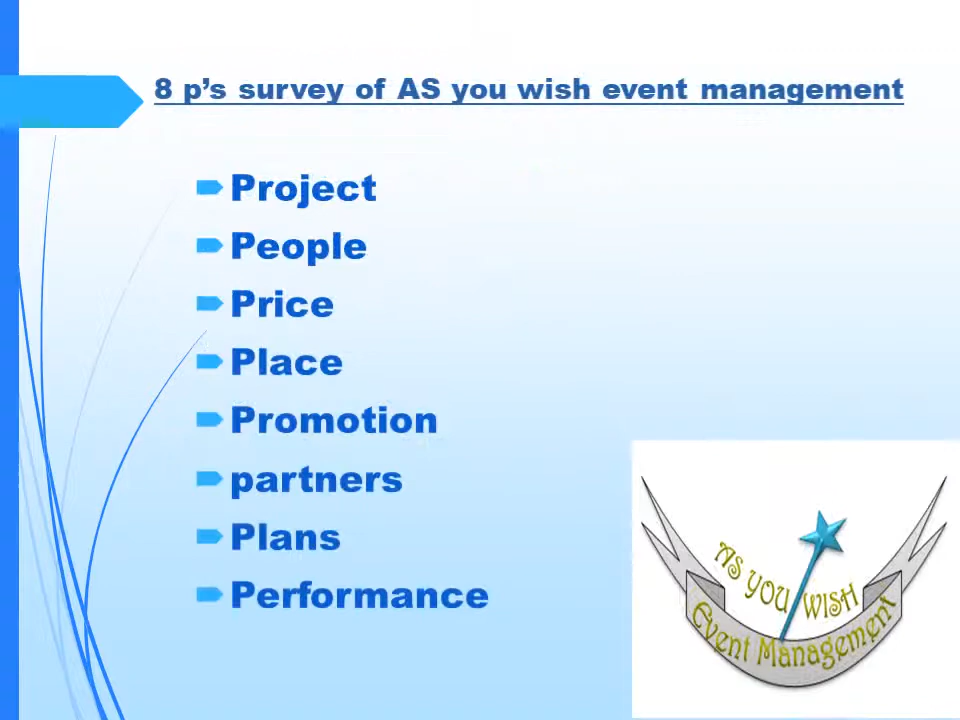 8 p’s survey of AS you wish event management
Project
People
Price
Place
Promotion
partners
Plans
Performance
AS YOU WISH
Event Management